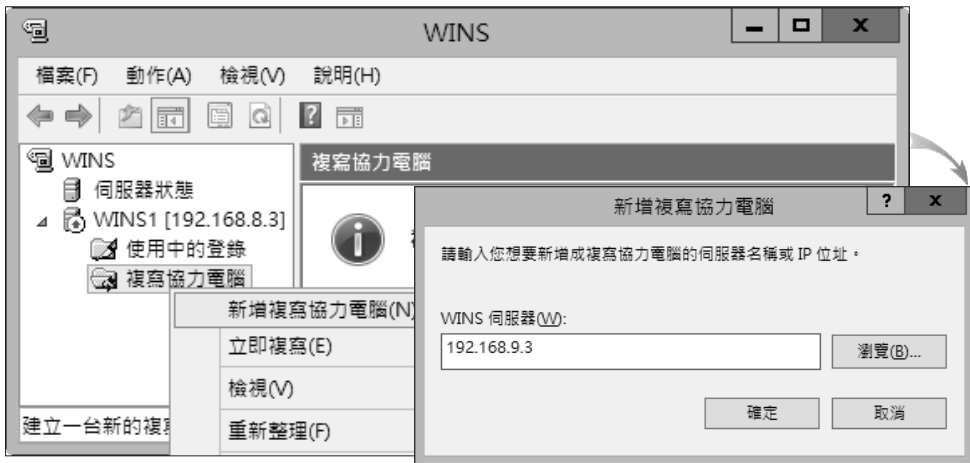 WINS
檔案(F) 動作(A) 檢視(V) 說明(H)
WINS
伺服器狀態
WINS1 [192.168.8.3]
使用中的登錄
複寫協力電腦
複寫協力電腦
新增複寫協力電腦(N)
立即複寫(E)
檢視(V)
重新整理(F)
建立一台新的複
新增複寫協力電腦
? x
請輸入您想要新增成複寫協力電腦的伺服器名稱或 IP 位址。
WINS 伺服器(W):
192.168.9.3
瀏覽(B)...
確定 取消